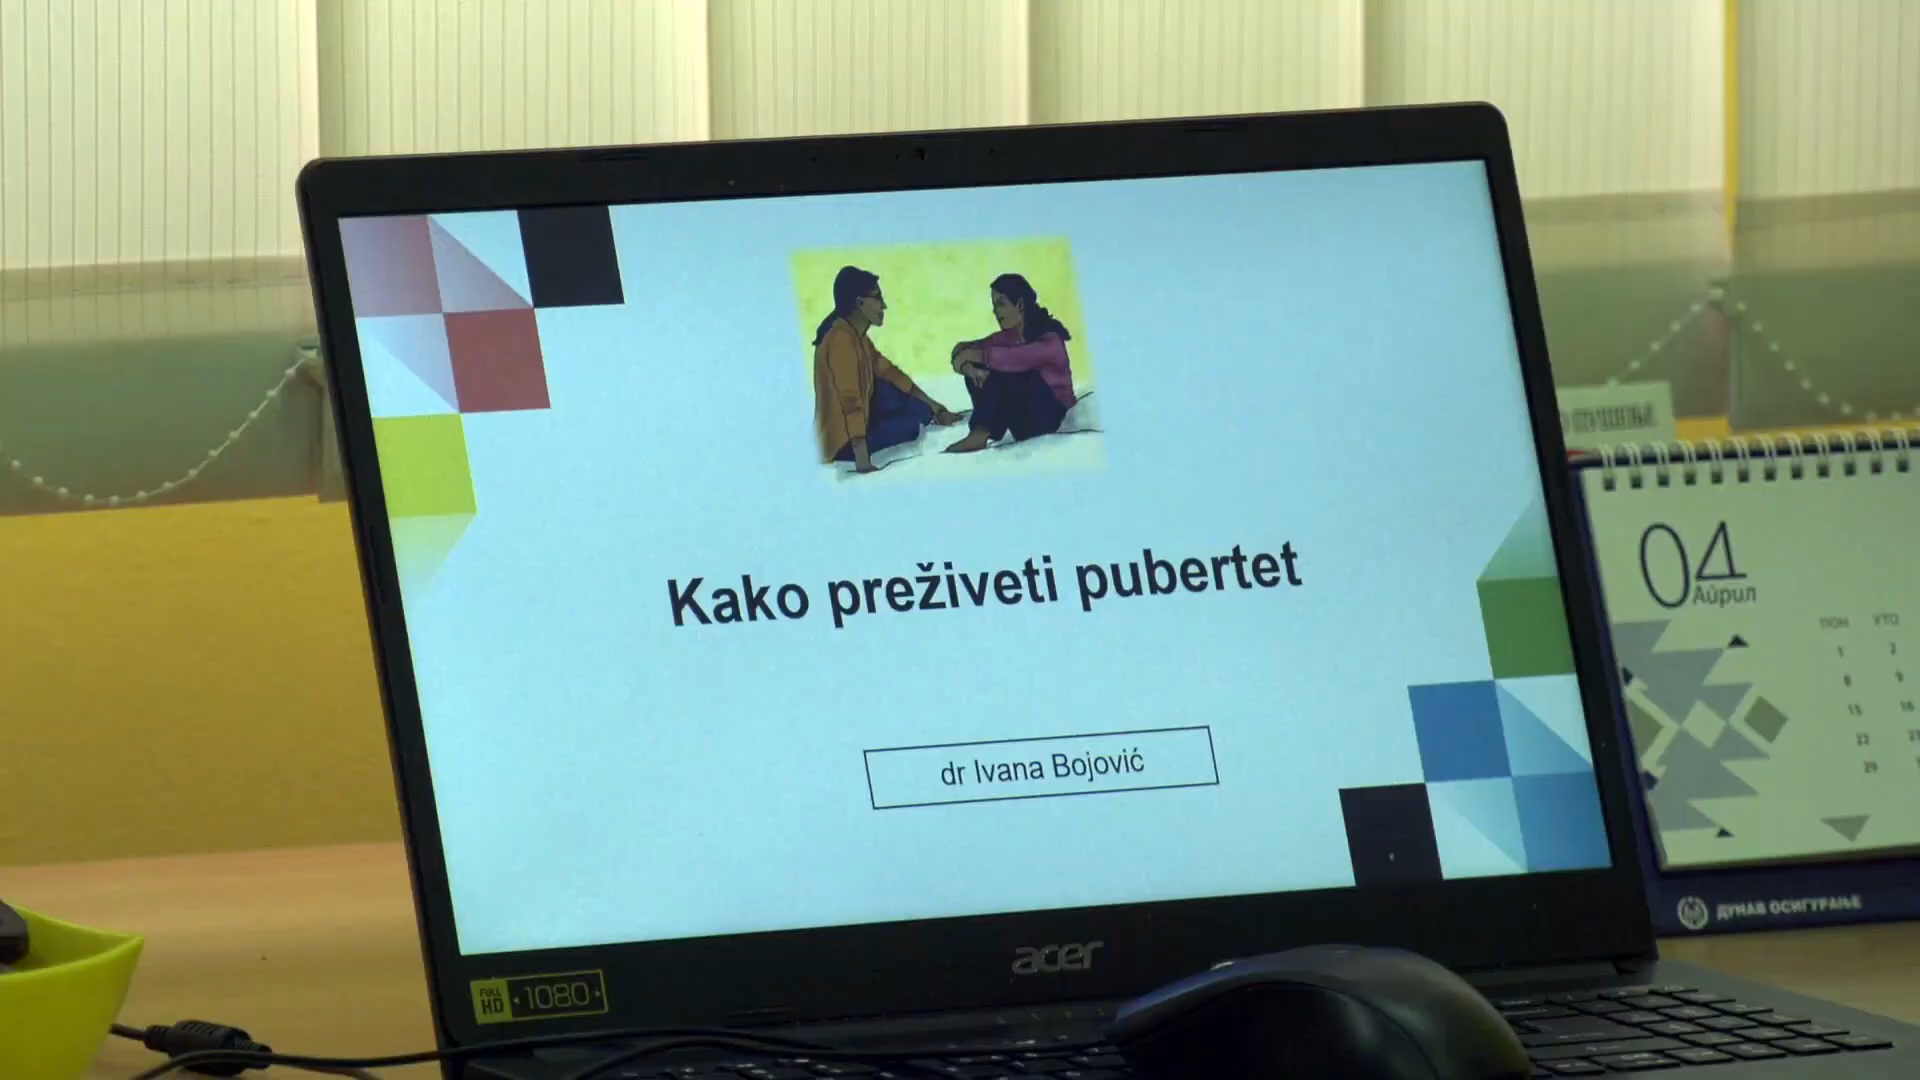 Kako preživeti pubertet
dr Ivana Bojović
acer
FULL
HD
1080
04
Април
ПОН УТО
1 2
8 9
15 16
22
29
ДУНАВ ОСИГУРАЊЕ